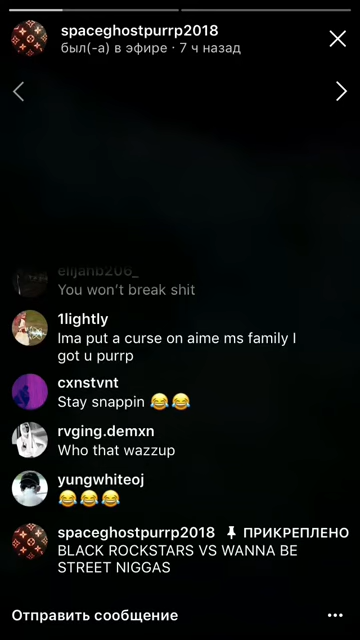 spaceghostpurrp2018
был(-а) в эфире · 7 ч назад
elijahb206_
You won't break shit
1lightly
Ima put a curse on aime ms family I
got u purrp
cxnstvnt
Stay snappin 😂😂
rvging.demxn
Who that wazzup
yungwhiteoj
😂😂😂
spaceghostpurrp2018 📌 ПРИКРЕПЛЕНО
BLACK ROCKSTARS VS WANNA BE
STREET NIGGAS
Отправить сообщение